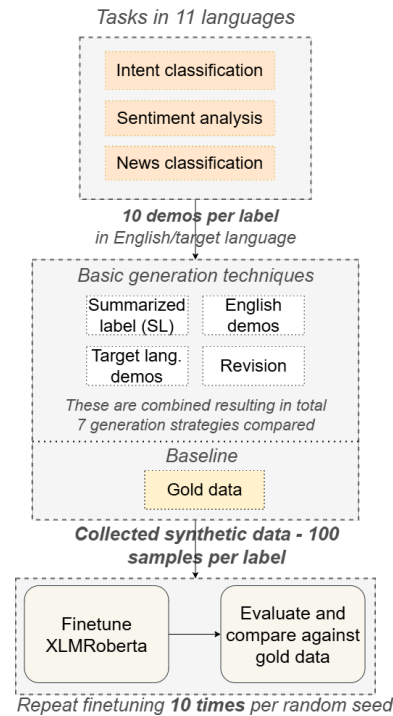 Tasks in 11 languages
Intent classification
Sentiment analysis
News classification
10 demos per label
in English/target language
Basic generation techniques
Summarized
label (SL)
English
demos
Target lang.
demos
Revision
These are combined resulting in total
7 generation strategies compared
Baseline
Gold data
Collected synthetic data - 100
samples per label
Finetune
XLMRoberta
Evaluate and
compare against
gold data
Repeat finetuning 10 times per random seed